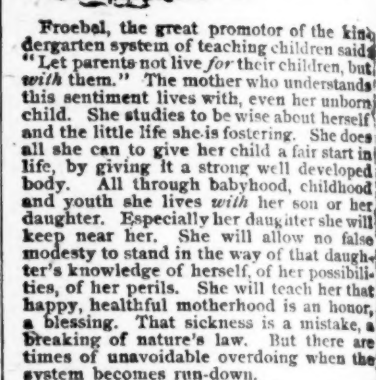 Froebel, the great promotor of the kin
dergarten system of teaching children said
"Let parents not live for their children, but
with them." The mother who understands
this sentiment lives with, even her unborn
child. She studies to be wise about herself
and the little life she is fostering. She does
all she can to give her child a fair start in
life, by giving it a strong well developed
body. All through babyhood, childhood
and youth she lives with her son or her
daughter. Especially her daughter she will
keep near her. She will allow no false
modesty to stand in the way of that daugh-
ter's knowledge of herself, of her possibili-
ties, of her perils. She will teach her that
happy, healthful motherhood is an honor,
a blessing. That sickness is a mistake, a
breaking of nature's law. But there are
times of unavoidable overdoing when the
system becomes run-down.